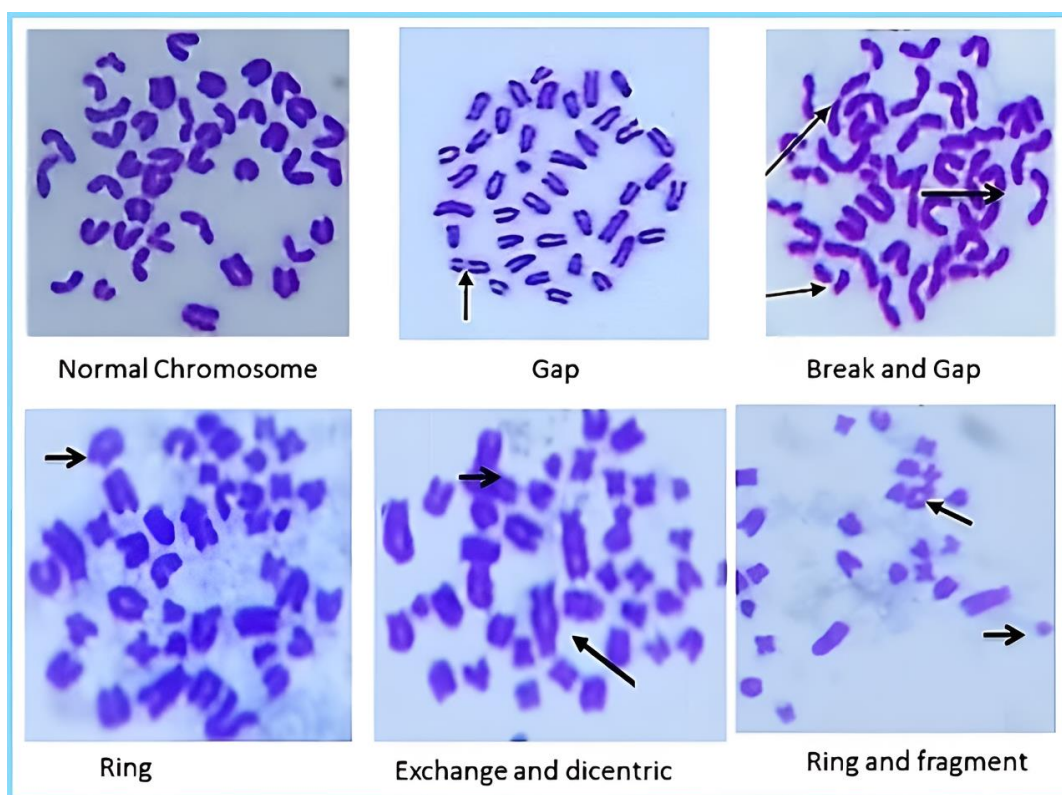 Normal Chromosome
Gap
Break and Gap
Ring
Exchange and dicentric
Ring and fragment